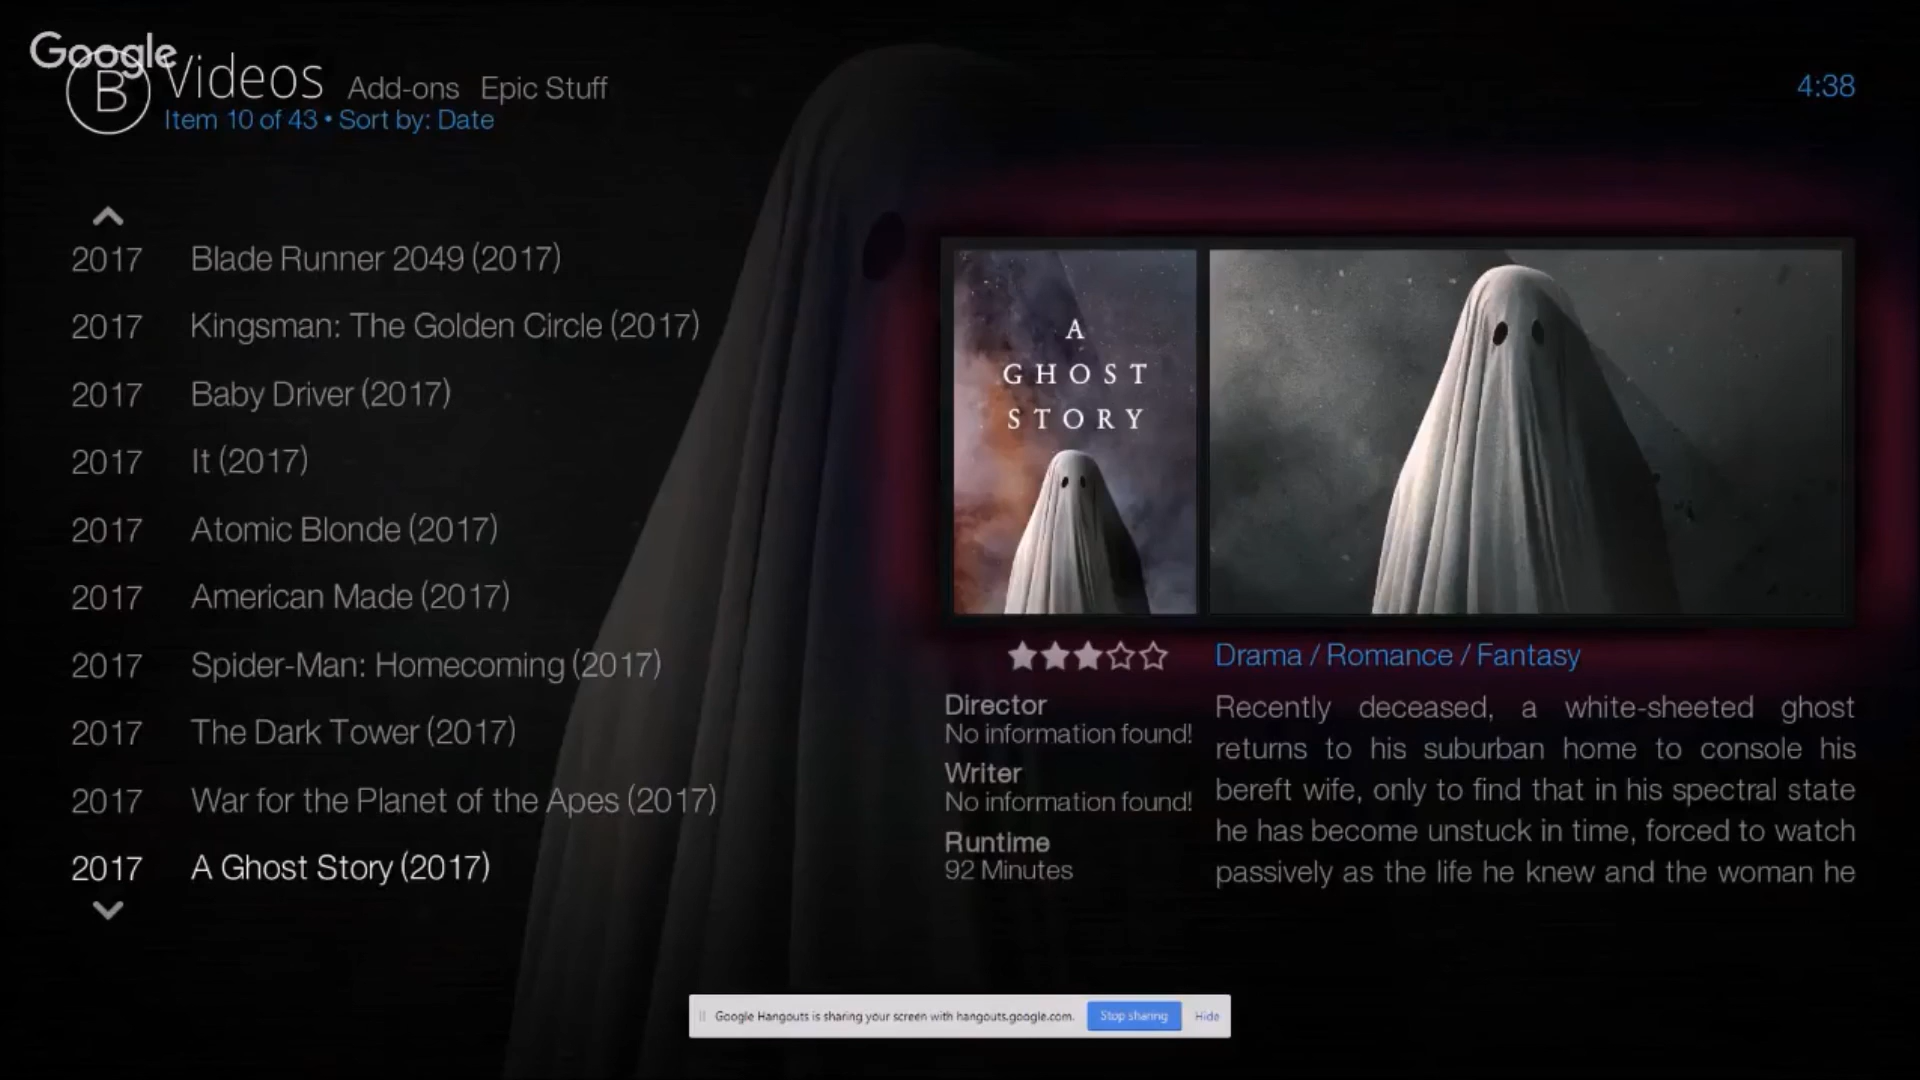 Google
B Videos Add-ons Epic Stuff
Item 10 of 43 • Sort by: Date
4:38
2017 Blade Runner 2049 (2017)
2017 Kingsman: The Golden Circle (2017)
2017 Baby Driver (2017)
2017 It (2017)
2017 Atomic Blonde (2017)
2017 American Made (2017)
2017 Spider-Man: Homecoming (2017)
2017 The Dark Tower (2017)
2017 War for the Planet of the Apes (2017)
2017 A Ghost Story (2017)
A
GHOST
STORY
Drama / Romance / Fantasy
Director
No information found!
Writer
No information found!
Runtime
92 Minutes
Recently deceased, a white-sheeted ghost
returns to his suburban home to console his
bereft wife, only to find that in his spectral state
he has become unstuck in time, forced to watch
passively as the life he knew and the woman he
Google Hangouts is sharing your screen with hangouts.google.com. Stop sharing Hide